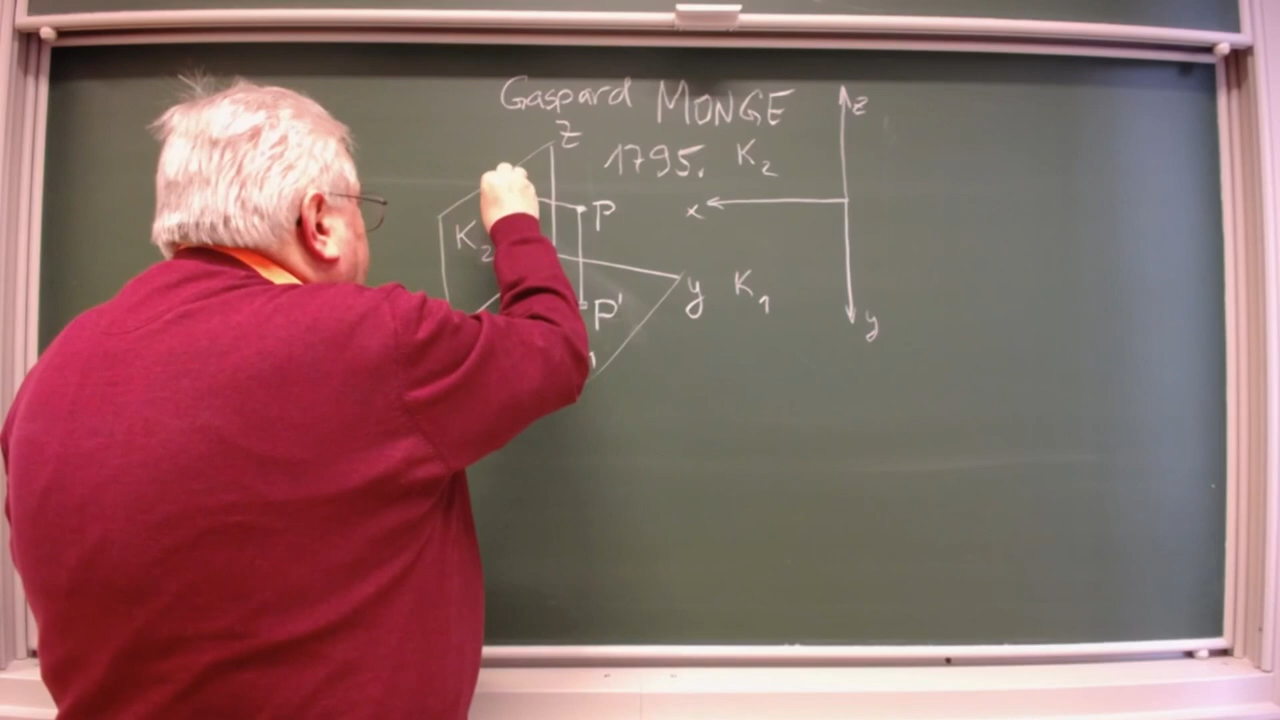 Gaspard MONGE
1795.
z
K₂
z
P
K₂
x
y
K₁
P'
y